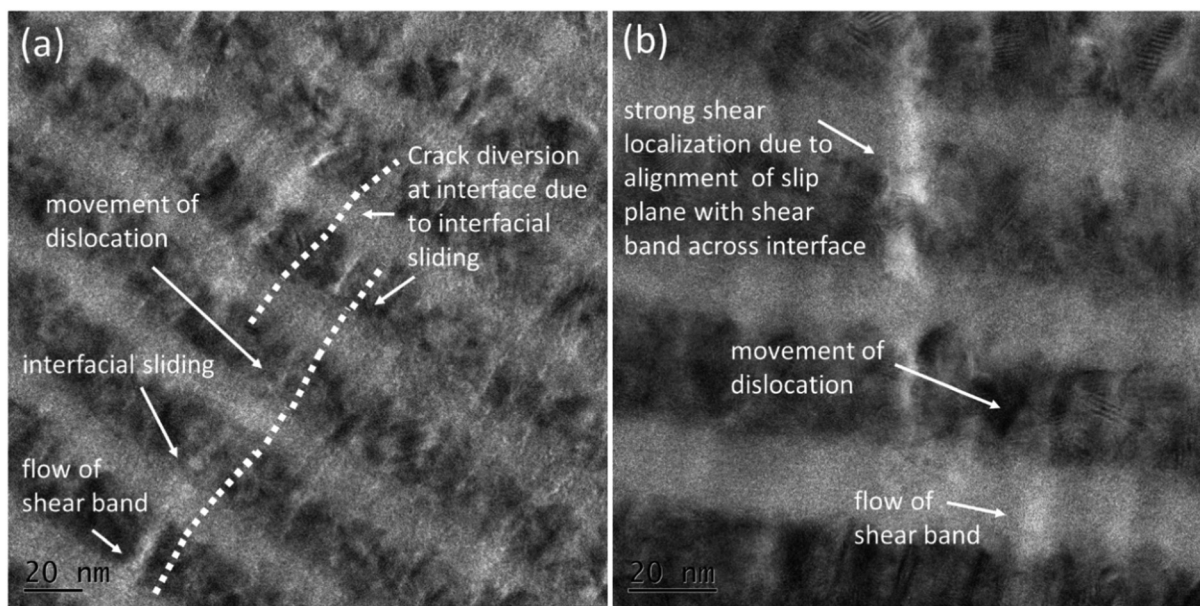 (a)
Crack diversion
at interface due
to interfacial
sliding
movement of
dislocation
interfacial sliding
flow of
shear band
20 nm
(b)
strong shear
localization due to
alignment of slip
plane with shear
band across interface
movement of
dislocation
flow of
shear band
20 nm